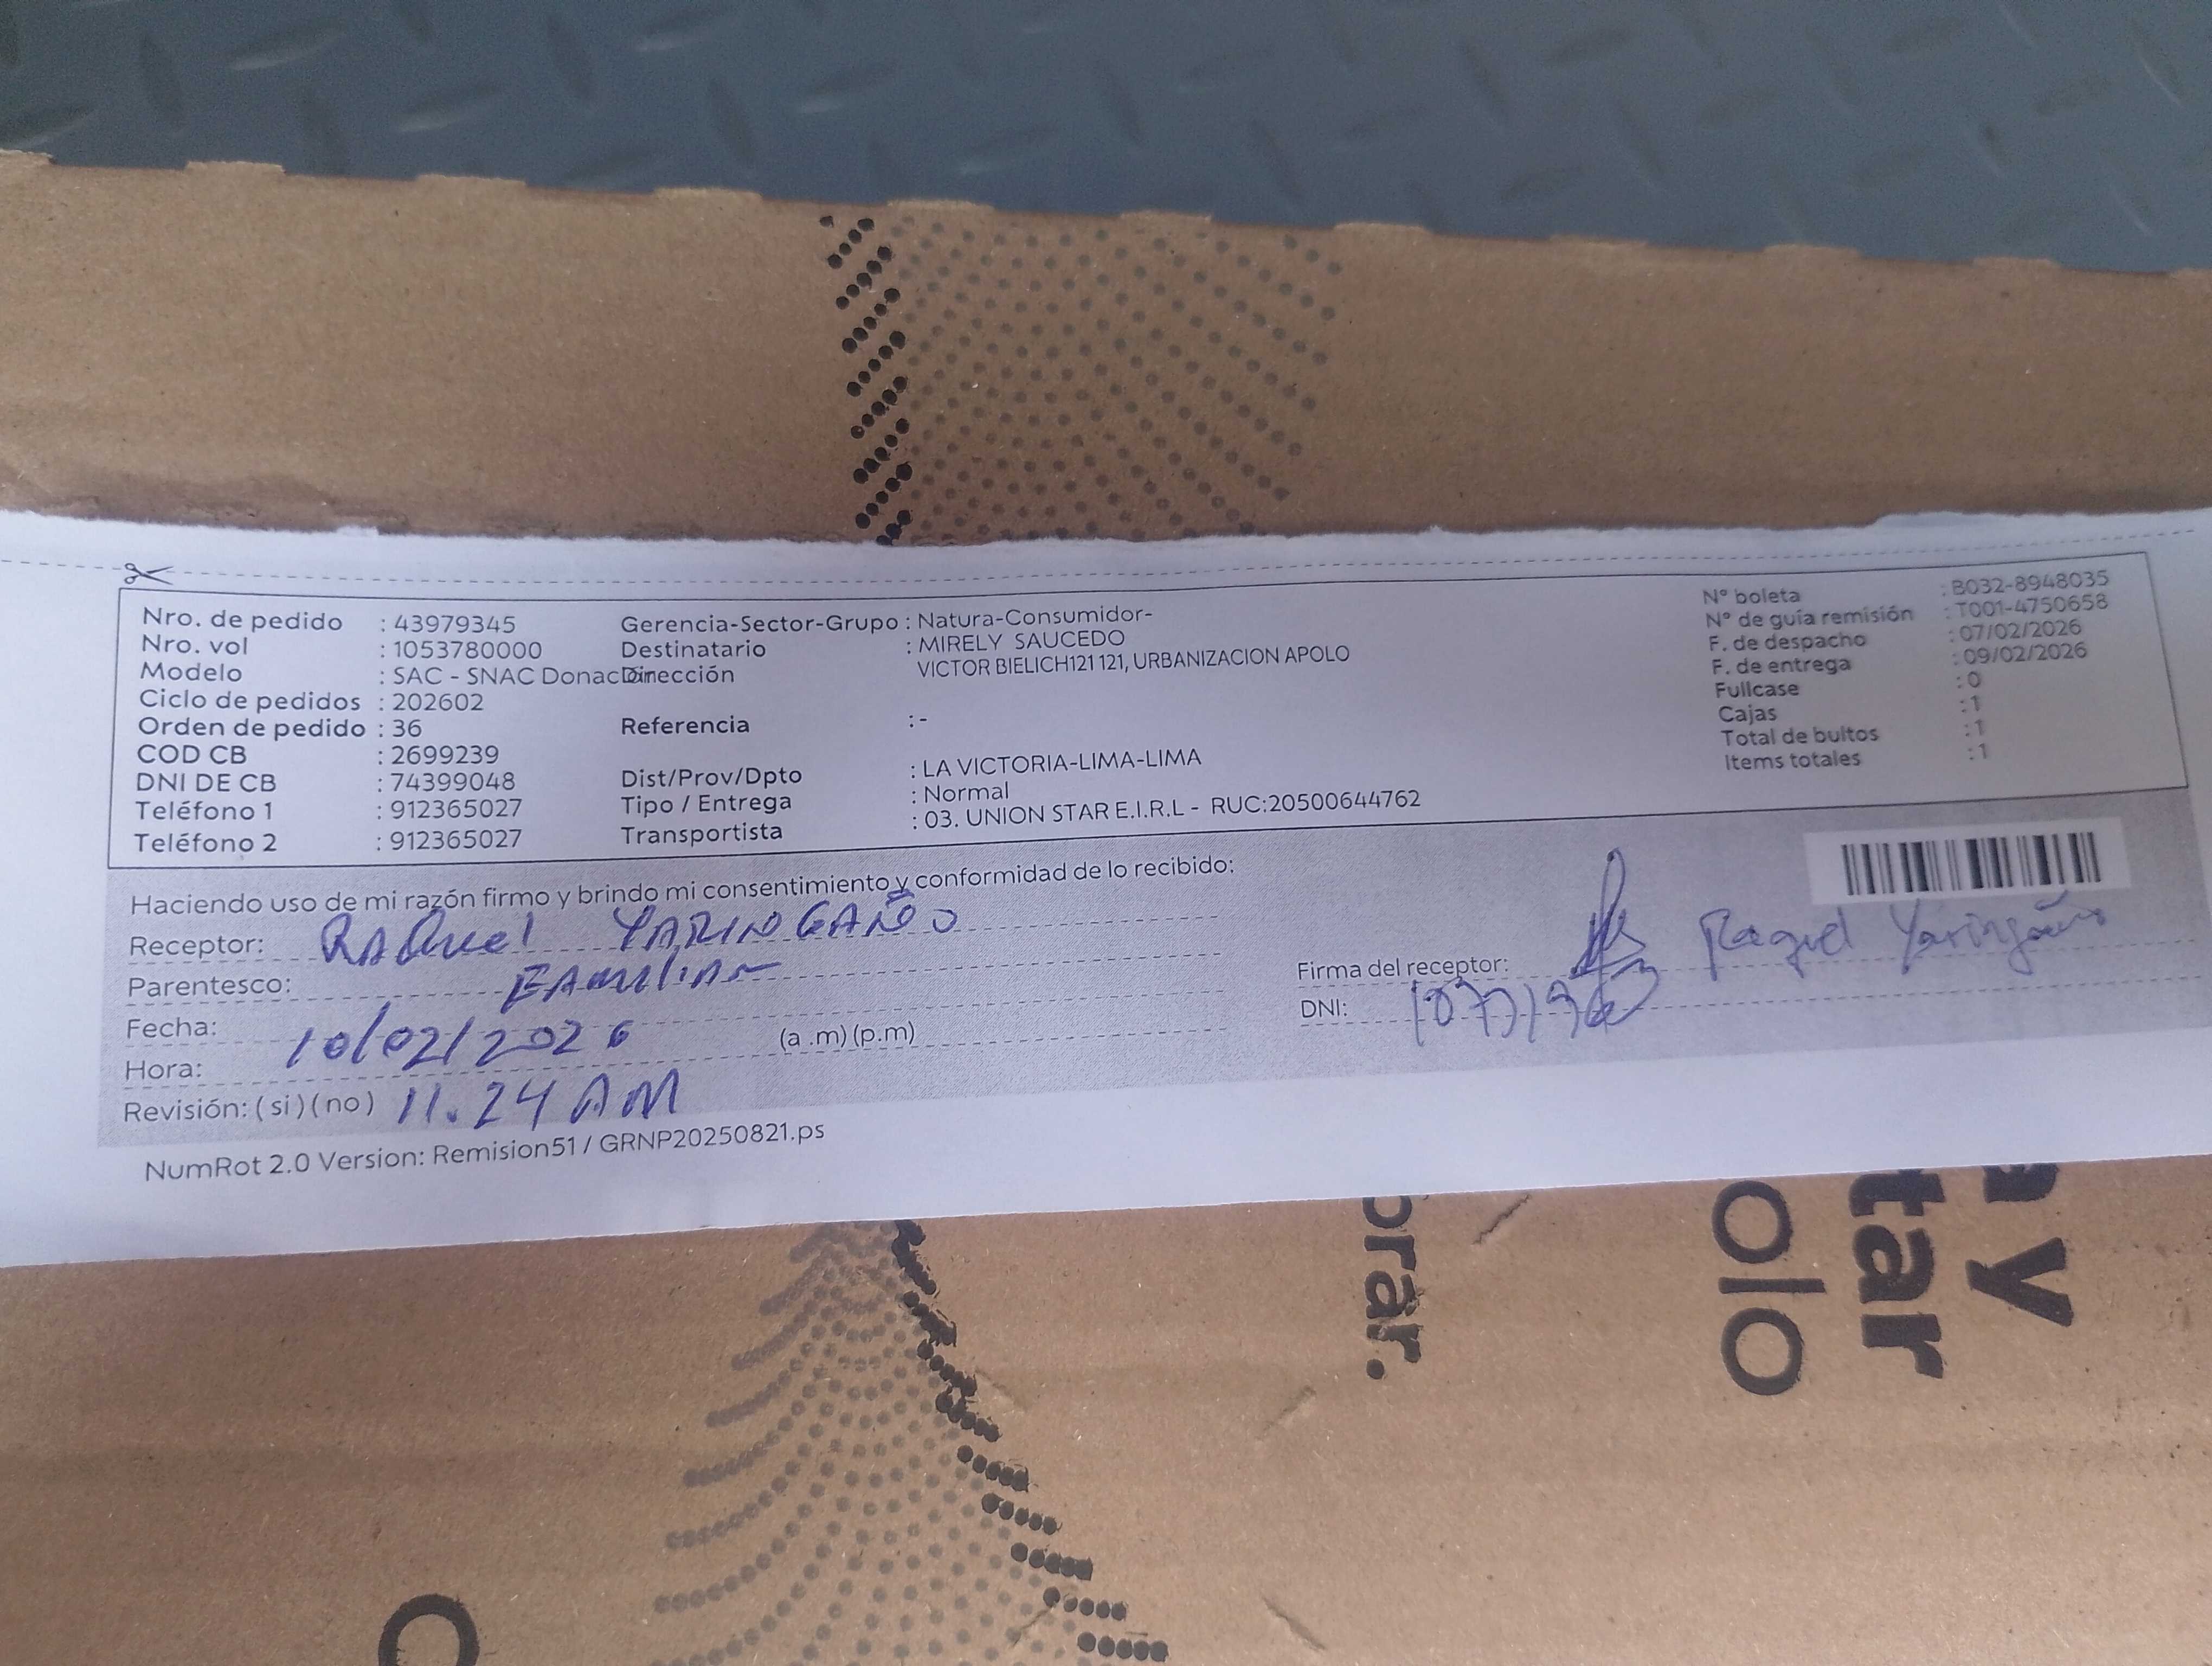 Nro. de pedido : 43979345
Nro. vol : 1053780000
Modelo : SAC - SNAC Donación
Ciclo de pedidos : 202602
Orden de pedido : 36
COD CB : 2699239
DNI DE CB : 74399048
Teléfono 1 : 912365027
Teléfono 2 : 912365027
Gerencia-Sector-Grupo : Natura-Consumidor-
Destinatario : MIRELY SAUCEDO
Dirección VICTOR BIELICH121 121, URBANIZACION APOLO
Referencia : -
Dist/Prov/Dpto : LA VICTORIA-LIMA-LIMA
Tipo / Entrega : Normal
Transportista : 03. UNION STAR E.I.R.L - RUC:20500644762
N° boleta : B032-8948035
N° de guía remisión : T001-4750658
F. de despacho : 07/02/2026
F. de entrega : 09/02/2026
Fullcase : 0
Cajas : 1
Total de bultos : 1
Items totales : 1
Haciendo uso de mi razón firmo y brindo mi consentimiento y conformidad de lo recibido:
Receptor: RAQuel YARINGAÑO
Parentesco: FAmiliar
Fecha: 10/02/2026
Hora: (a .m) (p.m)
Revisión: (si) (no) 11.24 AM
Firma del receptor: Raquel Yaringaño
DNI:
NumRot 2.0 Version: Remision51 / GRNP20250821.ps
y
tar
olo
orar.